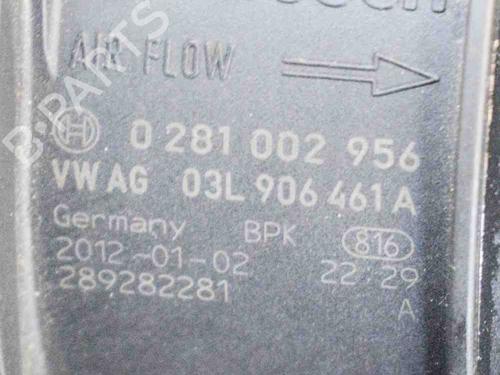 AIR FLOW
B-PARTS
0 281 002 956
VW AG 03L 906 461 A
Germany BPK 816
2012-01-02 22:29
289282281 A